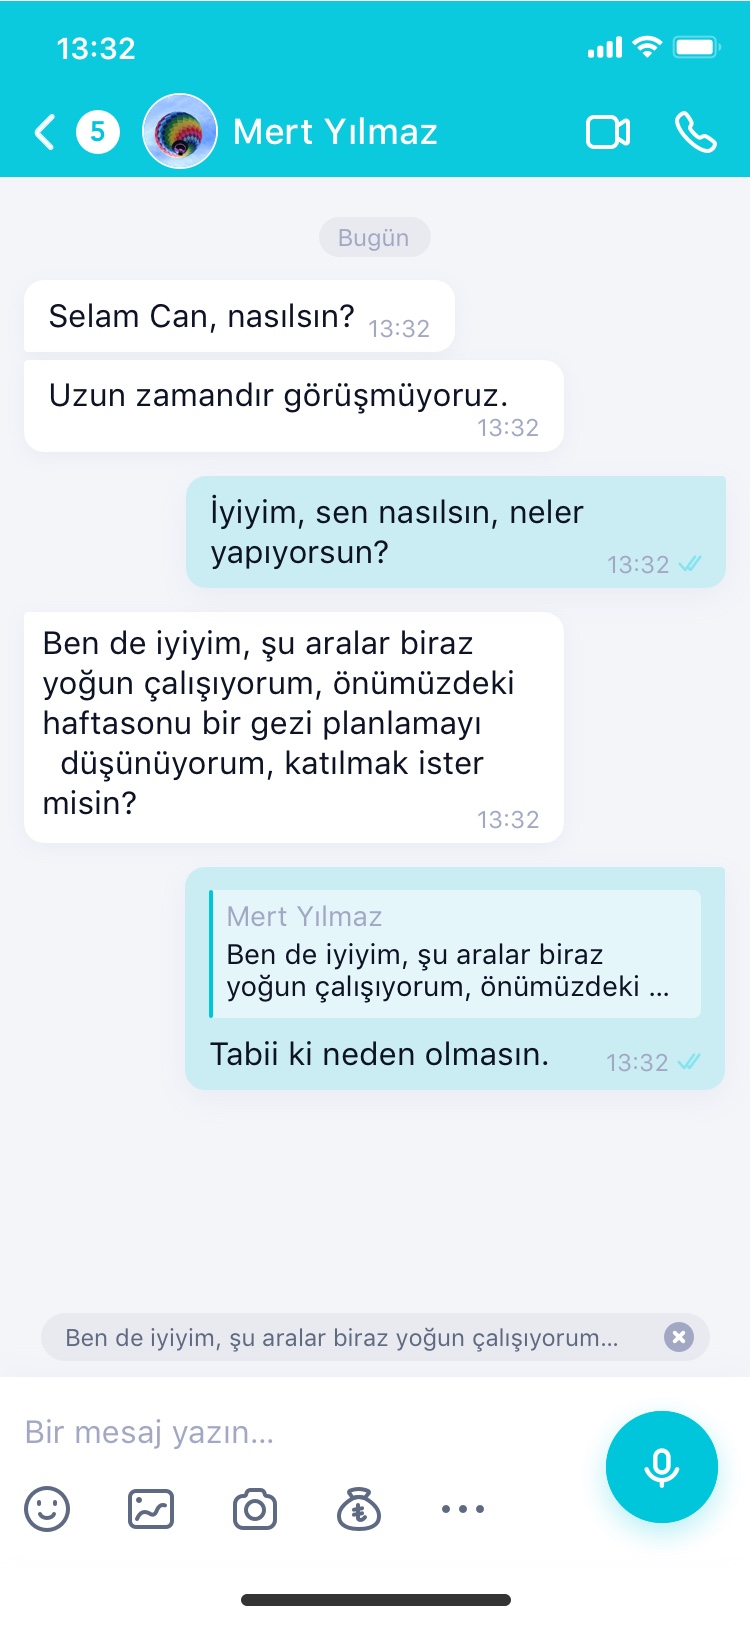 13:32
5
Mert Yılmaz
Bugün
Selam Can, nasılsın?
13:32
Uzun zamandır görüşmüyoruz.
13:32
İyiyim, sen nasılsın, neler
yapıyorsun?
13:32
Ben de iyiyim, şu aralar biraz
yoğun çalışıyorum, önümüzdeki
haftasonu bir gezi planlamayı
düşünüyorum, katılmak ister
misin?
13:32
Mert Yılmaz
Ben de iyiyim, şu aralar biraz
yoğun çalışıyorum, önümüzdeki ...
Tabii ki neden olmasın.
13:32
Ben de iyiyim, şu aralar biraz yoğun çalışıyorum...
Bir mesaj yazın...